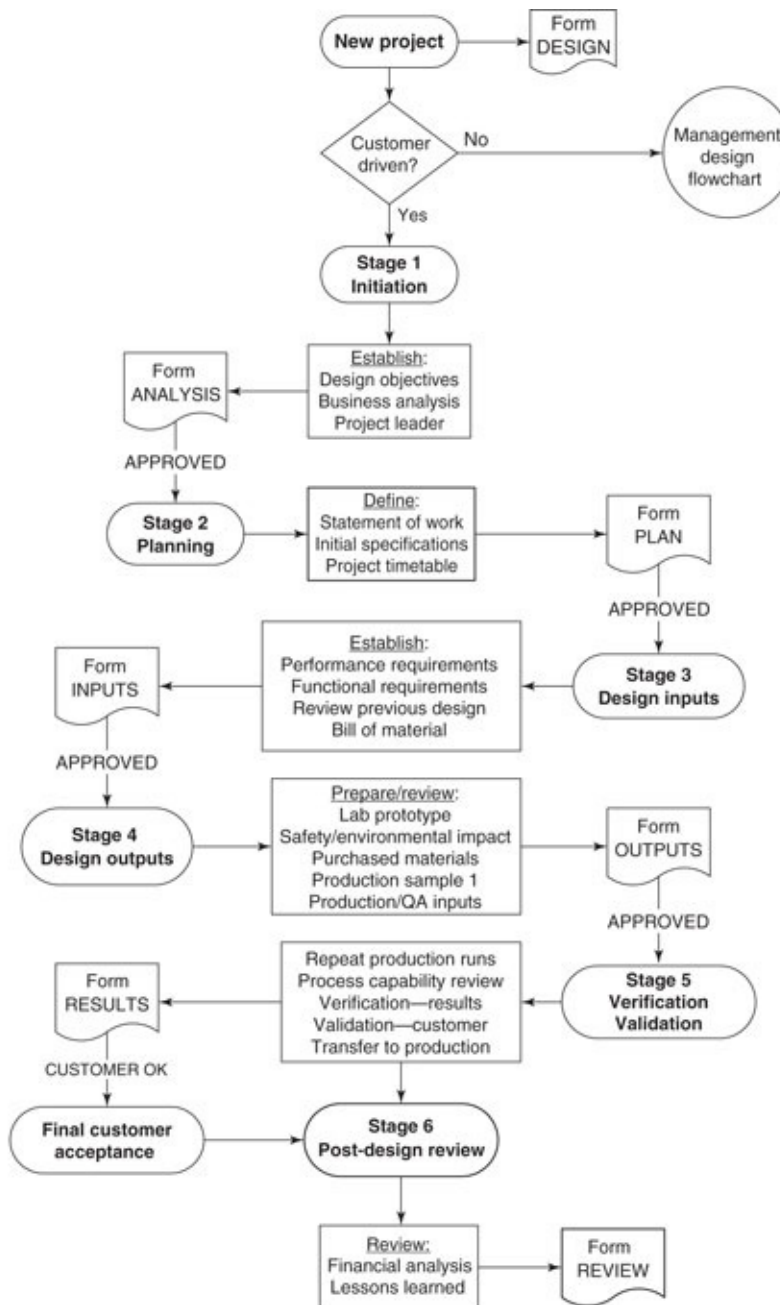 New project
Form
DESIGN
Customer
driven?
No
Management
design
flowchart
Yes
Stage 1
Initiation
Form
ANALYSIS
Establish:
Design objectives
Business analysis
Project leader
APPROVED
Stage 2
Planning
Define:
Statement of work
Initial specifications
Project timetable
Form
PLAN
APPROVED
Form
INPUTS
Establish:
Performance requirements
Functional requirements
Review previous design
Bill of material
Stage 3
Design inputs
APPROVED
Stage 4
Design outputs
Prepare/review:
Lab prototype
Safety/environmental impact
Purchased materials
Production sample 1
Production/QA inputs
Form
OUTPUTS
APPROVED
Form
RESULTS
Repeat production runs
Process capability review
Verification—results
Validation—customer
Transfer to production
Stage 5
Verification
Validation
CUSTOMER OK
Final customer
acceptance
Stage 6
Post-design review
Review:
Financial analysis
Lessons learned
Form
REVIEW